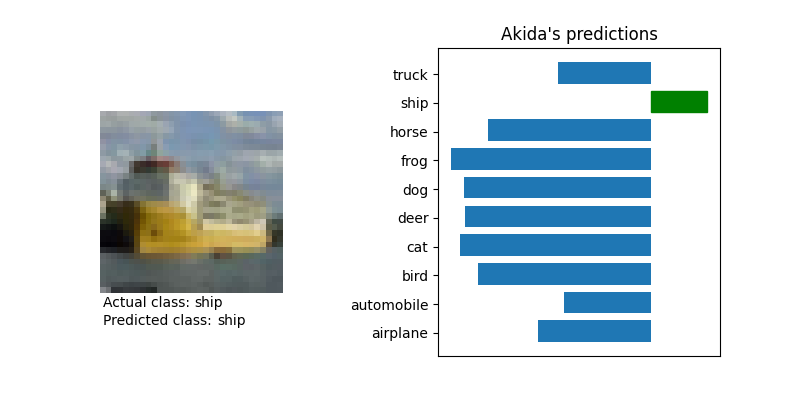 Akida's predictions
truck
ship
horse
frog
dog
deer
cat
bird
automobile
airplane
Actual class: ship
Predicted class: ship